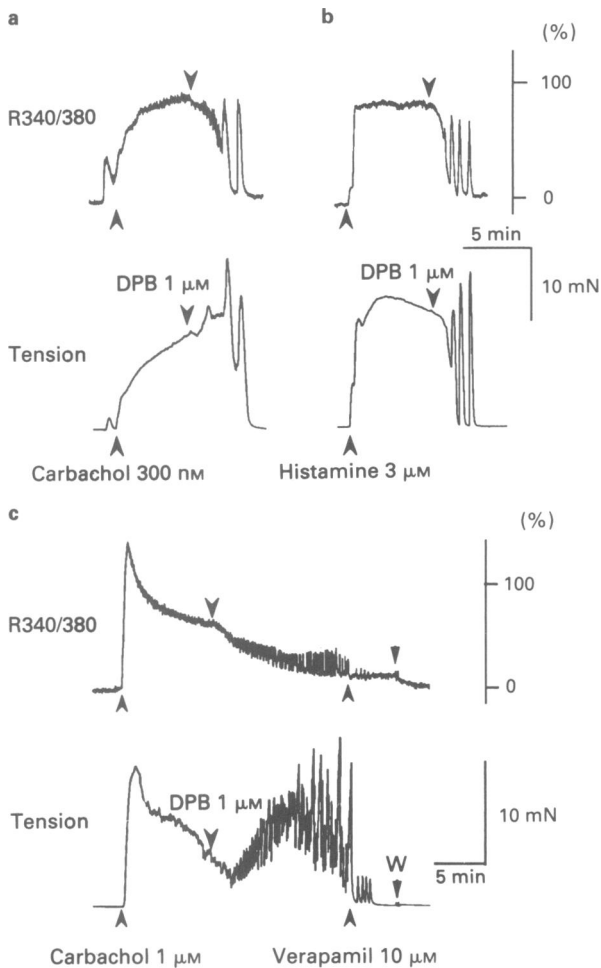 a
b
(%)
100
R340/380
0
5 min
DPB 1 μM
DPB 1 μM
10 mN
Tension
Carbachol 300 nM
Histamine 3 μM
c
(%)
100
R340/380
0
DPB 1 μM
10 mN
Tension
W
5 min
Carbachol 1 μM
Verapamil 10 μM